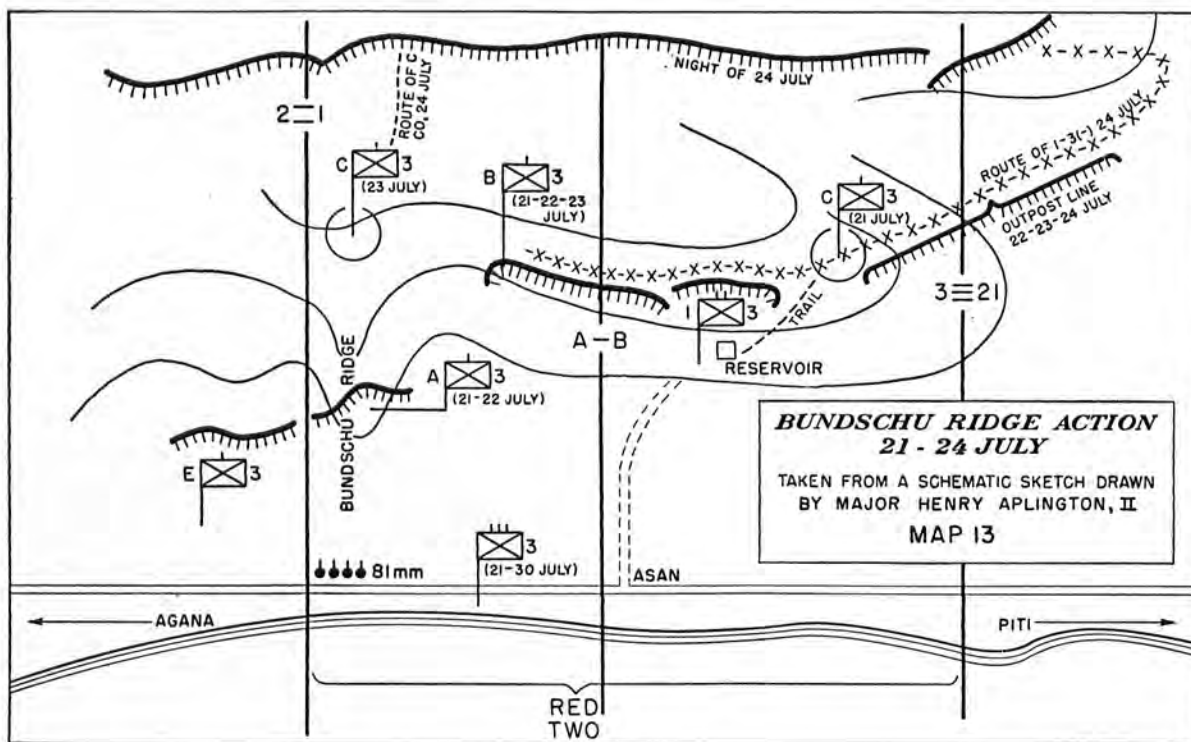 NIGHT OF 24 JULY
ROUTE OF C
CO, 24 JULY
2 1
C 3
(23 JULY)
B 3
(21-22-23
JULY)
C 3
(21 JULY)
ROUTE OF 1-3(-) 24 JULY
OUTPOST LINE
22-23-24 JULY
3 21
1 3
TRAIL
A-B
RESERVOIR
BUNDSCHU RIDGE
A 3
(21-22 JULY)
E 3
BUNDSCHU RIDGE ACTION
21 - 24 JULY
TAKEN FROM A SCHEMATIC SKETCH DRAWN
BY MAJOR HENRY APLINGTON, II
MAP 13
3
(21-30 JULY)
81mm
ASAN
AGANA
PITI
RED
TWO